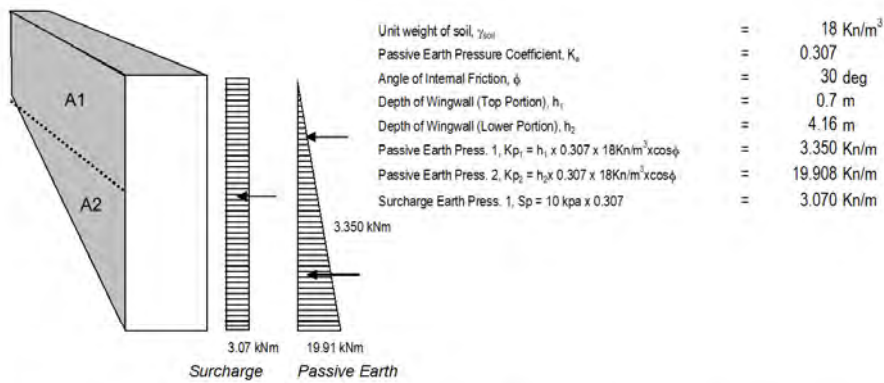 Unit weight of soil, γsoil = 18 Kn/m³
Passive Earth Pressure Coefficient, Ka = 0.307
Angle of Internal Friction, ϕ = 30 deg
Depth of Wingwall (Top Portion), h₁ = 0.7 m
Depth of Wingwall (Lower Portion), h₂ = 4.16 m
Passive Earth Press. 1, Kp₁ = h₁ x 0.307 x 18Kn/m³xcosϕ = 3.350 Kn/m
Passive Earth Press. 2, Kp₂ = h₂x 0.307 x 18Kn/m³xcosϕ = 19.908 Kn/m
Surcharge Earth Press. 1, Sp = 10 kpa x 0.307 = 3.070 Kn/m
A1
A2
3.350 kNm
3.07 kNm
19.91 kNm
Surcharge
Passive Earth